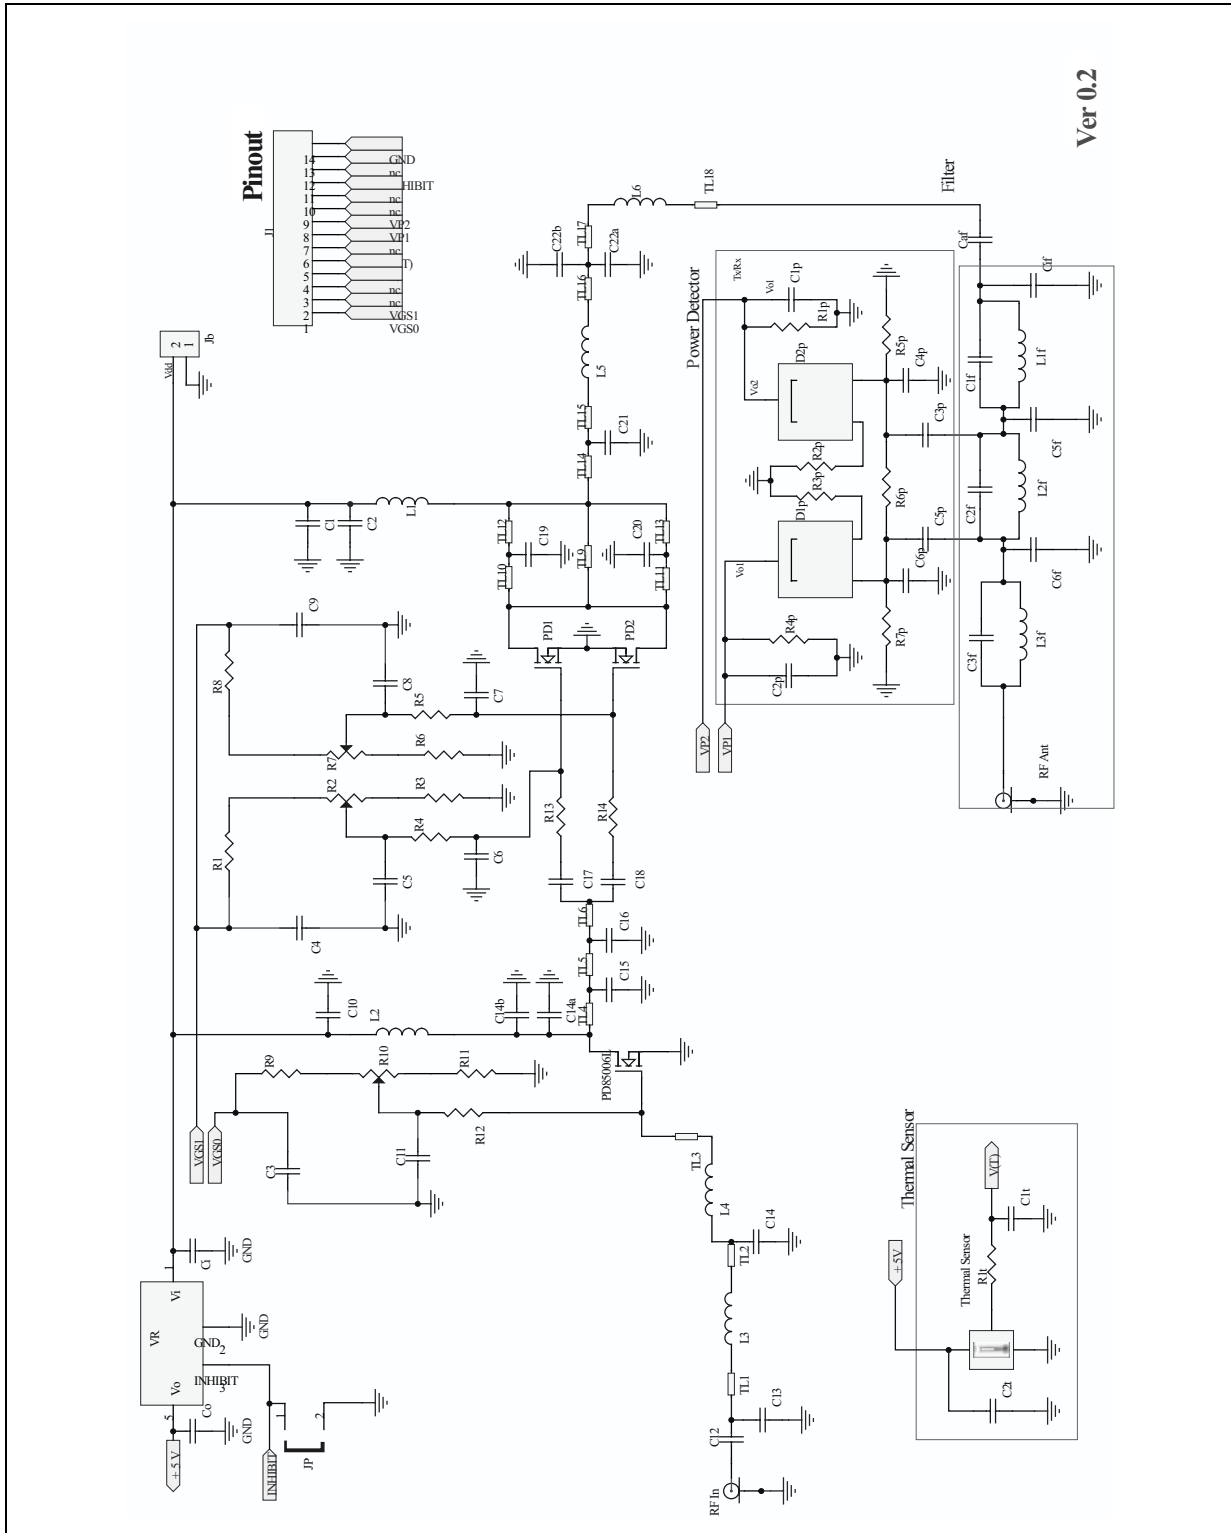 Ver 0.2
Pinout
J1
14
13
12
11
10
9
8
7
6
5
4
3
2
1
GND
nc
HIBIT
nc
nc
VP2
VP1
nc
T)
nc
nc
VGS1
VGS0
Vdd
2
1
Jb
C1
C2
L1
TL12
TL10
C19
TL9
C20
TL13
TL11
PD1
PD2
TL14
C21
TL15
L5
TL16
C22b
C22a
TL17
L6
TL18
Filter
Caf
Cif
C1f
L1f
C5f
C2f
L2f
C6f
C3f
L3f
RF Ant
Power Detector
Tx/Rx
Vo1
C1p
R1p
D2p
Vo2
R5p
C4p
C3p
R2p
R3p
R6p
D1p
C5p
C6p
Vo1
R4p
C2p
R7p
VP2
VP1
C9
R8
C8
R5
C7
R7
R6
R2
R3
R1
R4
C6
C5
C4
R13
R14
C17
C18
TL6
C16
TL5
C15
TL4
C14a
C14b
C10
L2
PD85006L
R9
R10
R11
R12
VGS1
VGS0
C3
C11
TL3
L4
C14
TL2
L3
TL1
C13
C12
RF In
1
Vi
VR
Vo
5
GND
2
INHIBIT
3
Ci
GND
GND
Co
GND
+5 V
INHIBIT
1
2
JP
Thermal Sensor
+5V
V(T)
C1t
R1t
Thermal Sensor
C2t